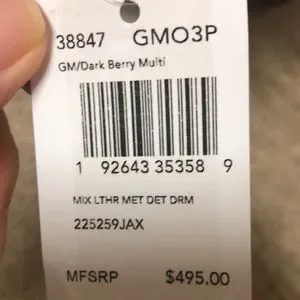 38847 GMO3P
GM/Dark Berry Multi
1 92643 35358 9
MIX LTHR MET DET DRM
225259JAX
MFSRP $495.00